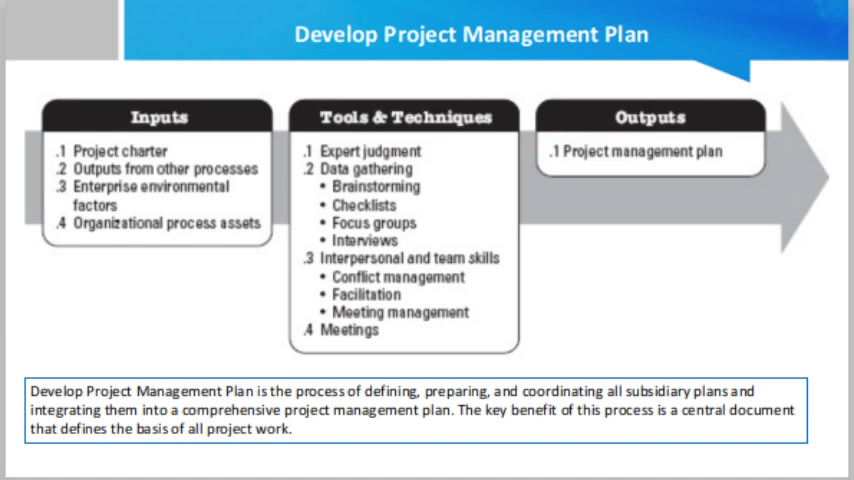 Develop Project Management Plan
Inputs
.1 Project charter
.2 Outputs from other processes
.3 Enterprise environmental
factors
.4 Organizational process assets
Tools & Techniques
.1 Expert judgment
.2 Data gathering
• Brainstorming
• Checklists
• Focus groups
• Interviews
.3 Interpersonal and team skills
• Conflict management
• Facilitation
• Meeting management
.4 Meetings
Outputs
.1 Project management plan
Develop Project Management Plan is the process of defining, preparing, and coordinating all subsidiary plans and
integrating them into a comprehensive project management plan. The key benefit of this process is a central document
that defines the basis of all project work.